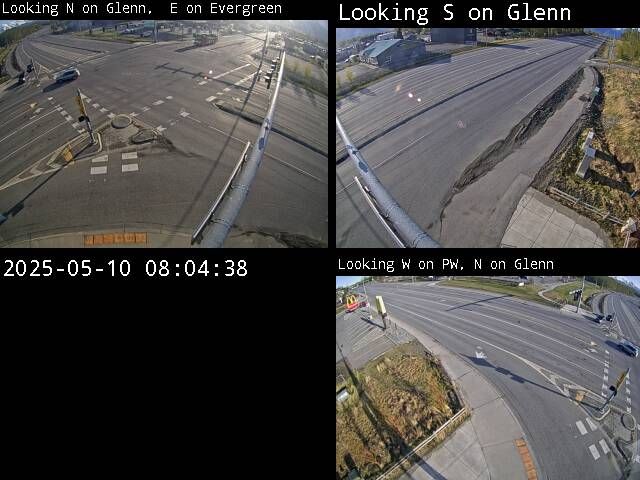 Looking N on Glenn,  E on Evergreen
Looking S on Glenn
2025-05-10 08:04:38
Looking W on PW, N on Glenn